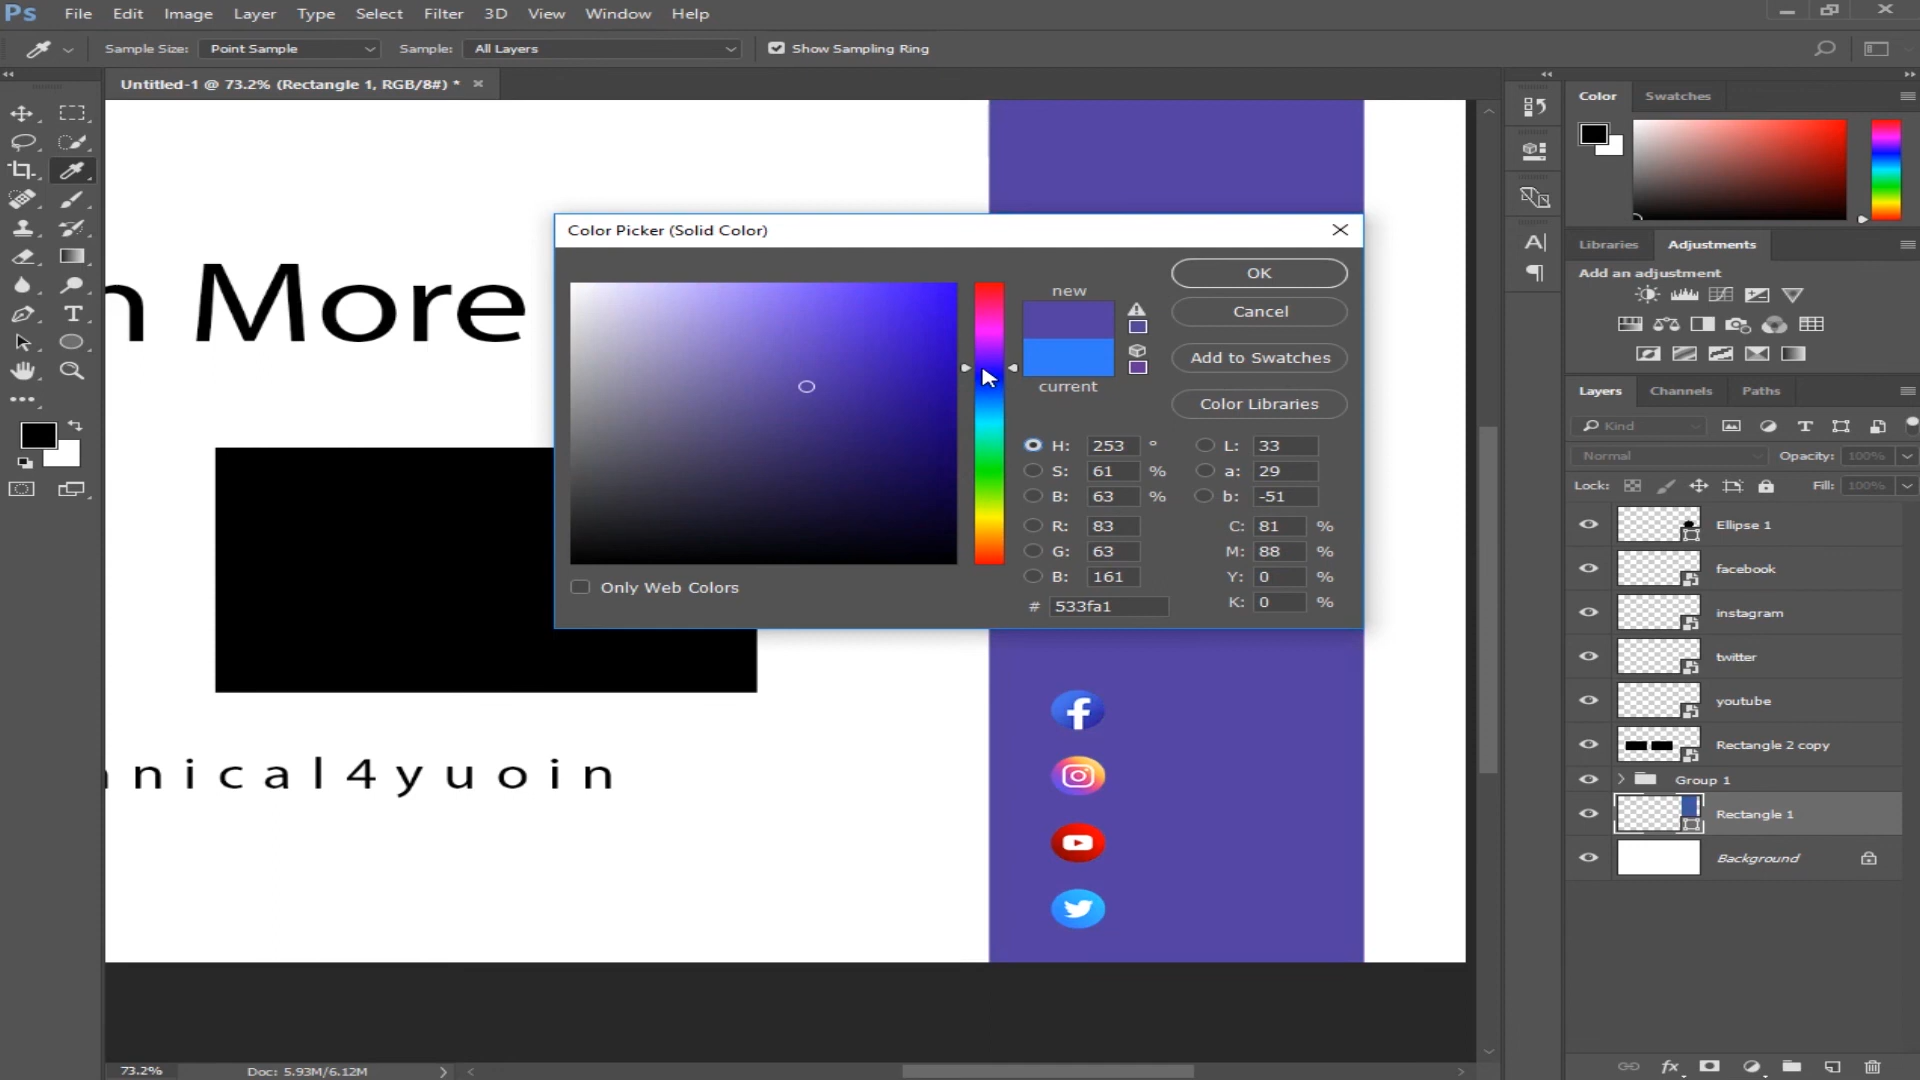 Ps File Edit Image Layer Type Select Filter 3D View Window Help
Sample Size: Point Sample Sample: All Layers Show Sampling Ring
Untitled-1 @ 73.2% (Rectangle 1, RGB/8#) *
Color Swatches
Libraries Adjustments
Add an adjustment
Layers Channels Paths
Kind
Normal Opacity: 100%
Lock: Fill: 100%
Ellipse 1
facebook
instagram
twitter
youtube
Rectangle 2 copy
Group 1
Rectangle 1
Background
n More
nical4yuoin
Color Picker (Solid Color)
new
current
OK
Cancel
Add to Swatches
Color Libraries
H: 253 ° L: 33
S: 61 % a: 29
B: 63 % b: -51
R: 83 C: 81 %
G: 63 M: 88 %
B: 161 Y: 0 %
# 533fa1 K: 0 %
Only Web Colors
73.2% Doc: 5.93M/6.12M